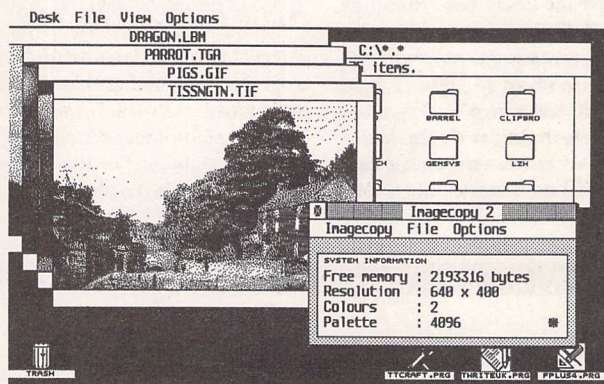 Desk File View Options
DRAGON.LBM
PARROT.TGA
PIGS.GIF
TISSNGTN.TIF
C:\*.*
items.
BARREL CLIPBRD
CH GEMSYS LZH
Imagecopy 2
Imagecopy File Options
SYSTEM INFORMATION
Free memory : 2193316 bytes
Resolution : 640 x 400
Colours : 2
Palette : 4096
TRASH
TTCRAFT.PRG THRITEUK.PRG FPLUS4.PRG